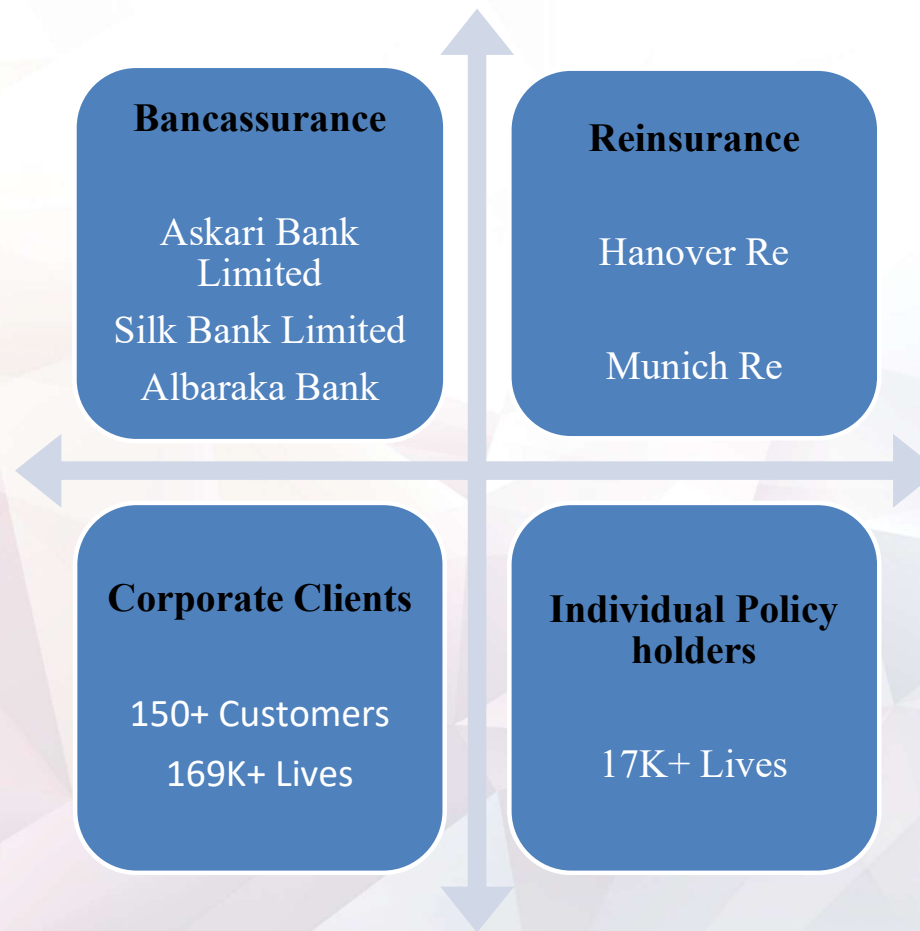 Bancassurance
Askari Bank
Limited
Silk Bank Limited
Albaraka Bank
Reinsurance
Hanover Re
Munich Re
Corporate Clients
150+ Customers
169K+ Lives
Individual Policy
holders
17K+ Lives